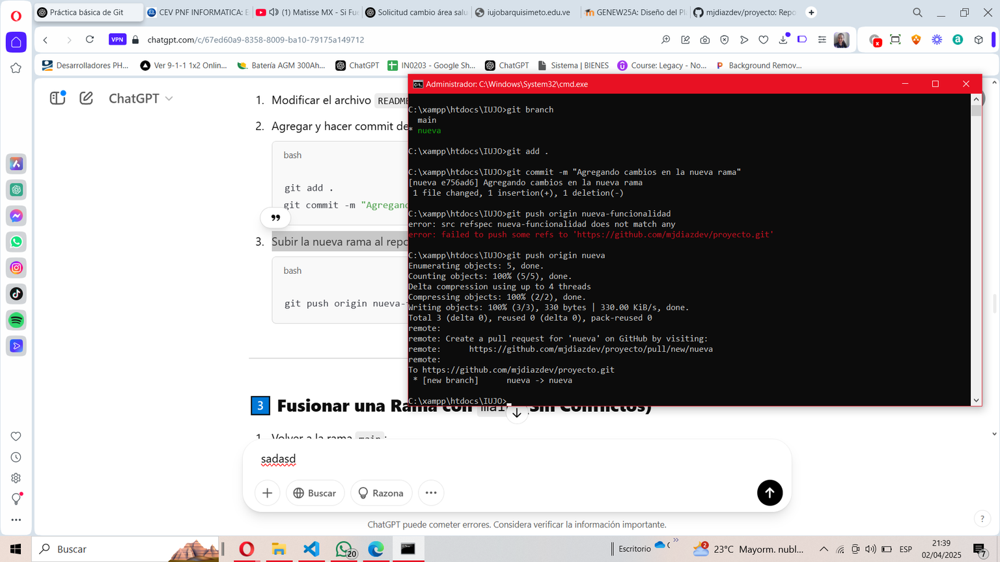 Práctica básica de Git
CEV PNF INFORMATICA: E
(1) Matisse MX - Si Fue
Solicitud cambio área salu
iujobarquisimeto.edu.ve
GENEW25A: Diseño del Pl
mjdiazdev/proyecto: Repo
VPN
chatgpt.com/c/67ed60a9-8358-8009-ba10-79175a149712
Desarrolladores PH...
Ver 9-1-1 1x2 Onlin...
Batería AGM 300Ah...
ChatGPT
IN0203 - Google Sh...
ChatGPT
Sistema | BIENES
Course: Legacy - No...
Background Remov...
ChatGPT
1. Modificar el archivo README
2. Agregar y hacer commit de
bash
git add .
git commit -m "Agregand
3. Subir la nueva rama al repo
bash
git push origin nueva-
3 Fusionar una Rama con main (Sin Conflictos)
1. Volver a la rama main:
Administrador: C:\Windows\System32\cmd.exe
C:\xampp\htdocs\IUJO>git branch
main
* nueva
C:\xampp\htdocs\IUJO>git add .
C:\xampp\htdocs\IUJO>git commit -m "Agregando cambios en la nueva rama"
[nueva e756ad6] Agregando cambios en la nueva rama
1 file changed, 1 insertion(+), 1 deletion(-)
C:\xampp\htdocs\IUJO>git push origin nueva-funcionalidad
error: src refspec nueva-funcionalidad does not match any
error: failed to push some refs to 'https://github.com/mjdiazdev/proyecto.git'
C:\xampp\htdocs\IUJO>git push origin nueva
Enumerating objects: 5, done.
Counting objects: 100% (5/5), done.
Delta compression using up to 4 threads
Compressing objects: 100% (2/2), done.
Writing objects: 100% (3/3), 330 bytes | 330.00 KiB/s, done.
Total 3 (delta 0), reused 0 (delta 0), pack-reused 0
remote:
remote: Create a pull request for 'nueva' on GitHub by visiting:
remote:      https://github.com/mjdiazdev/proyecto/pull/new/nueva
remote:
To https://github.com/mjdiazdev/proyecto.git
* [new branch]      nueva -> nueva
C:\xampp\htdocs\IUJO>
sadasd
Buscar
Razona
ChatGPT puede cometer errores. Considera verificar la información importante.
?
Buscar
20
Escritorio
2
23°C Mayorm. nubl...
ESP
21:39
02/04/2025
7